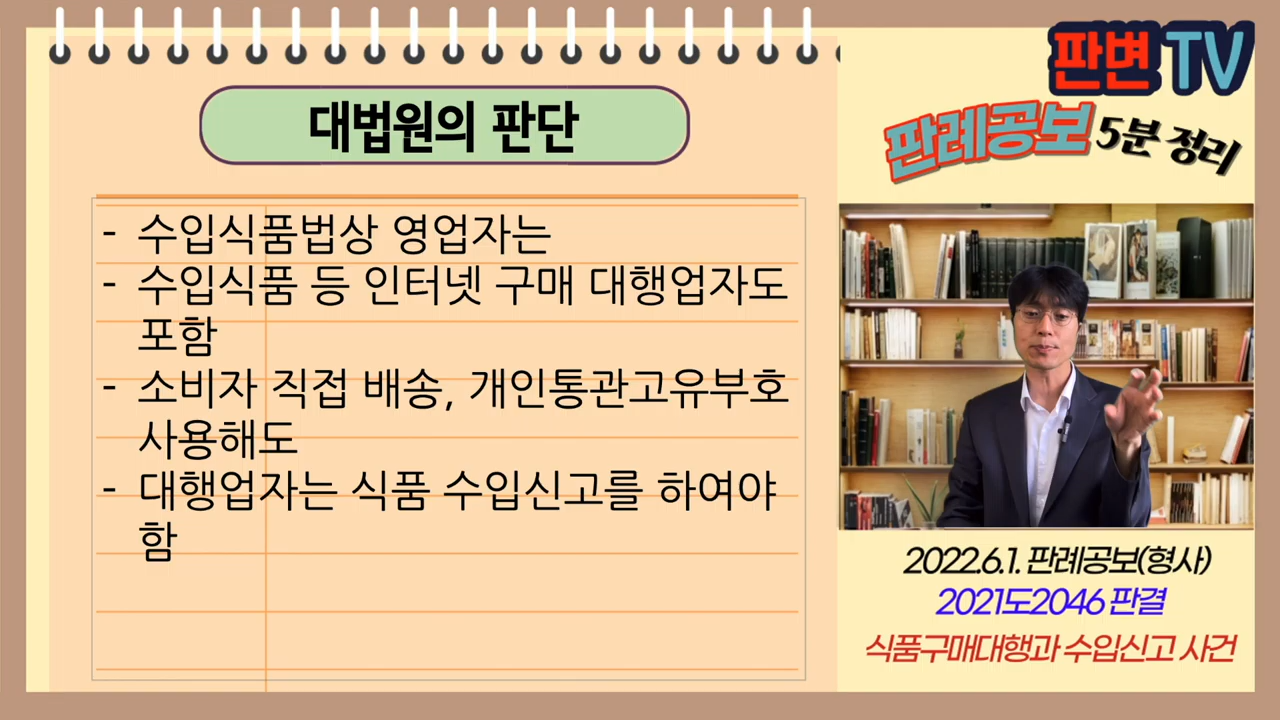 대법원의 판단
- 수입식품법상 영업자는
- 수입식품 등 인터넷 구매 대행업자도
포함
- 소비자 직접 배송, 개인통관고유부호
사용해도
- 대행업자는 식품 수입신고를 하여야
함
판변 TV
판례공보 5분 정리
2022.6.1. 판례공보(형사)
2021도2046 판결
식품구매대행과 수입신고 사건